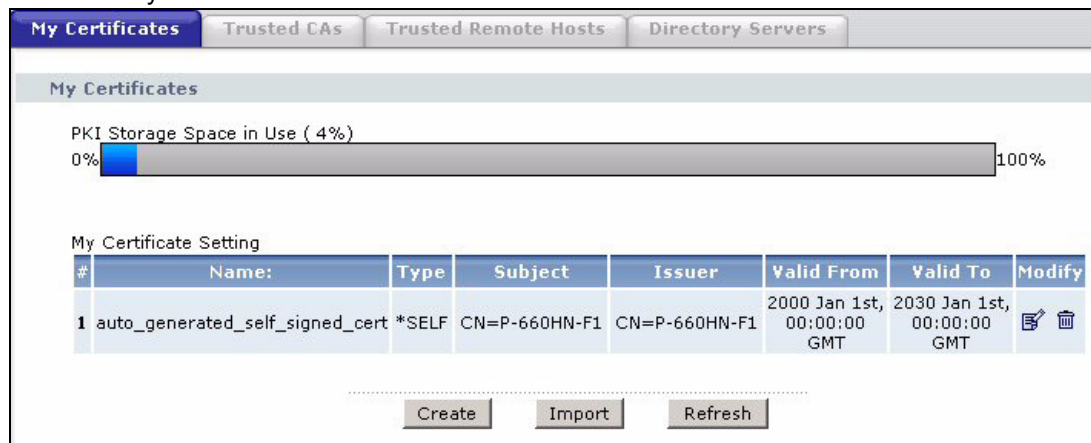 My Certificates Trusted CAs Trusted Remote Hosts Directory Servers
My Certificates
PKI Storage Space in Use ( 4%)
0% 100%
My Certificate Setting
# Name: Type Subject Issuer Valid From Valid To Modify
1 auto_generated_self_signed_cert *SELF CN=P-660HN-F1 CN=P-660HN-F1 2000 Jan 1st, 00:00:00 GMT 2030 Jan 1st, 00:00:00 GMT
Create Import Refresh